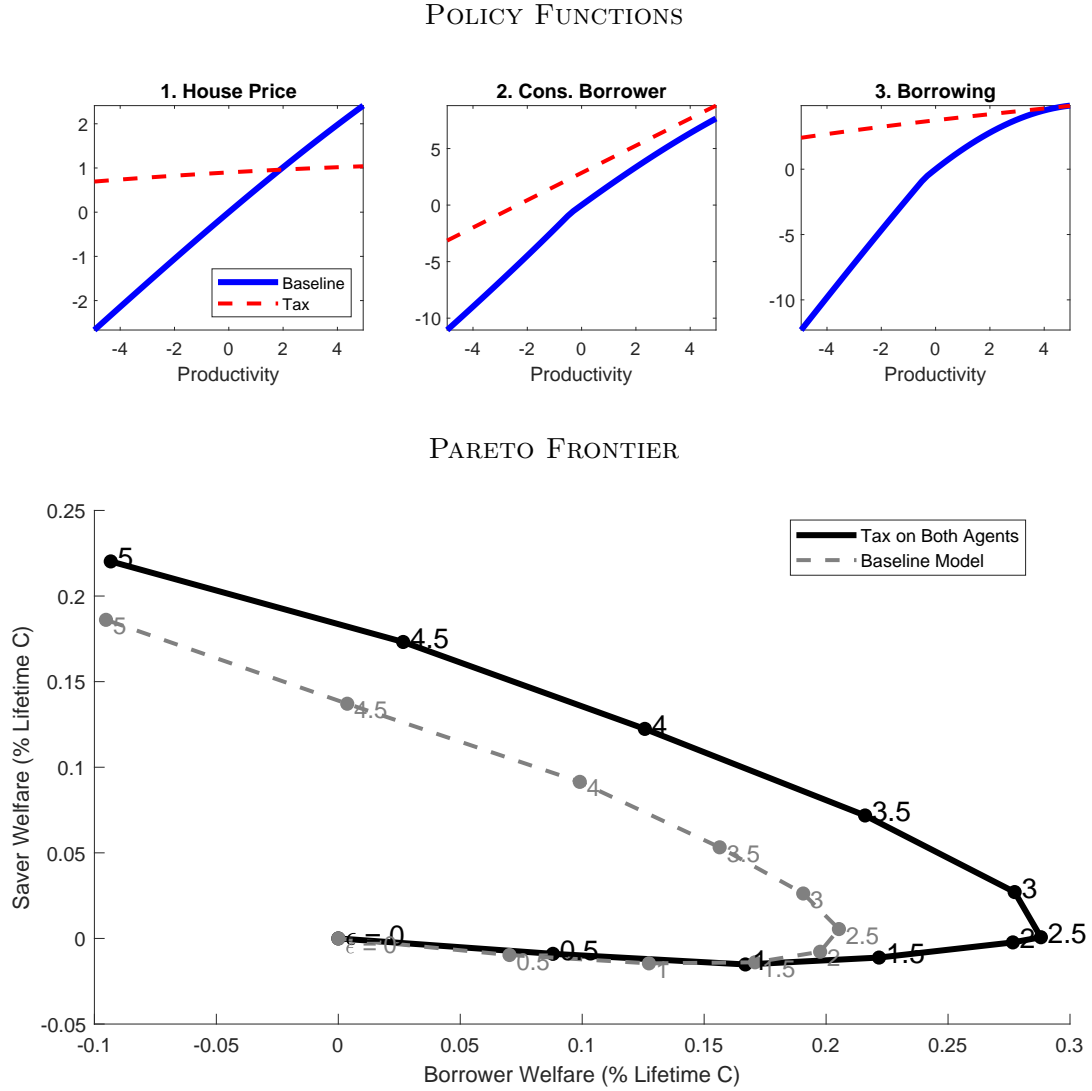 POLICY FUNCTIONS
1. House Price
2
1
0
-1
-2
-4 -2 0 2 4
Productivity
Baseline
Tax
2. Cons. Borrower
5
0
-5
-10
-4 -2 0 2 4
Productivity
3. Borrowing
0
-5
-10
-4 -2 0 2 4
Productivity
PARETO FRONTIER
Saver Welfare (% Lifetime C)
0.25
0.2
0.15
0.1
0.05
0
-0.05
Tax on Both Agents
Baseline Model
5
4.5
4
3.5
3
2.5
2
1.5
1
0.5
ϵ = 0
5
4.5
4
3.5
3
2.5
2
1.5
1
0.5
ϵ = 0
-0.1 -0.05 0 0.05 0.1 0.15 0.2 0.25 0.3
Borrower Welfare (% Lifetime C)